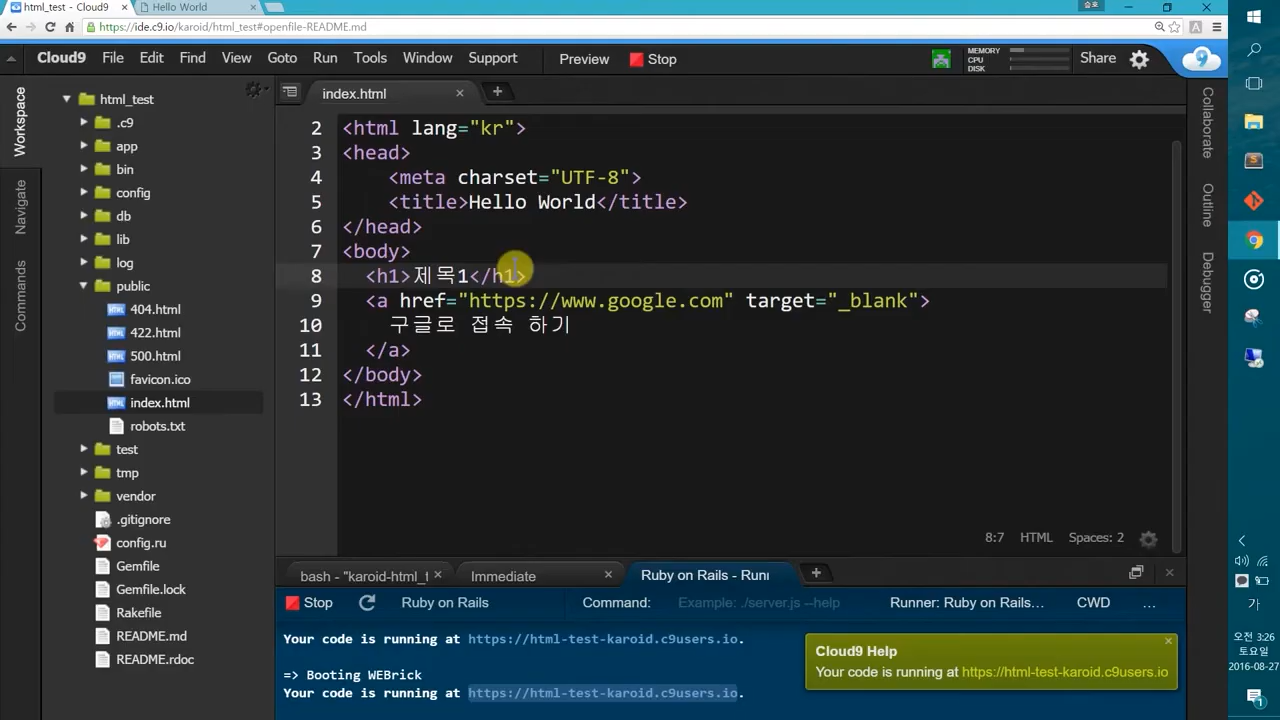 html_test - Cloud9
Hello World
https://ide.c9.io/karoid/html_test#openfile-README.md
Cloud9 File Edit Find View Goto Run Tools Window Support Preview Stop
MEMORY
CPU
DISK
Share
9
Workspace
Navigate
Commands
html_test
.c9
app
bin
config
db
lib
log
public
404.html
422.html
500.html
favicon.ico
index.html
robots.txt
test
tmp
vendor
.gitignore
config.ru
Gemfile
Gemfile.lock
Rakefile
README.md
README.rdoc
index.html
2 <html lang="kr">
3 <head>
4 <meta charset="UTF-8">
5 <title>Hello World</title>
6 </head>
7 <body>
8 <h1>제목1</h1>
9 <a href="https://www.google.com" target="_blank">
10 구글로 접속 하기
11 </a>
12 </body>
13 </html>
8:7 HTML Spaces: 2
Collaborate
Outline
Debugger
bash - "karoid-html_t
Immediate
Ruby on Rails - Runn
Stop Ruby on Rails Command: Example: ./server.js --help Runner: Ruby on Rails... CWD ...
Your code is running at https://html-test-karoid.c9users.io.
=> Booting WEBrick
Your code is running at https://html-test-karoid.c9users.io.
Cloud9 Help
Your code is running at https://html-test-karoid.c9users.io
A
가
오전 3:26
토요일
2016-08-27
1